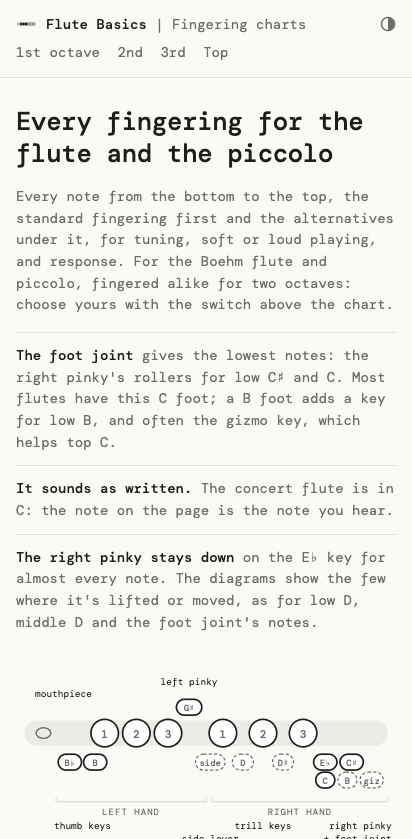 Flute Basics | Fingering charts
1st octave 2nd 3rd Top
Every fingering for the
flute and the piccolo
Every note from the bottom to the top, the
standard fingering first and the alternatives
under it, for tuning, soft or loud playing,
and response. For the Boehm flute and
piccolo, fingered alike for two octaves:
choose yours with the switch above the chart.
The foot joint gives the lowest notes: the
right pinky's rollers for low C♯ and C. Most
flutes have this C foot; a B foot adds a key
for low B, and often the gizmo key, which
helps top C.
It sounds as written. The concert flute is in
C: the note on the page is the note you hear.
The right pinky stays down on the E♭ key for
almost every note. The diagrams show the few
where it's lifted or moved, as for low D,
middle D and the foot joint's notes.
left pinky
mouthpiece
G♯
1 2 3 1 2 3
B♭ B side D D♯ E♭ C♯
C B giz
LEFT HAND RIGHT HAND
thumb keys trill keys right pinky
side lever + foot joint